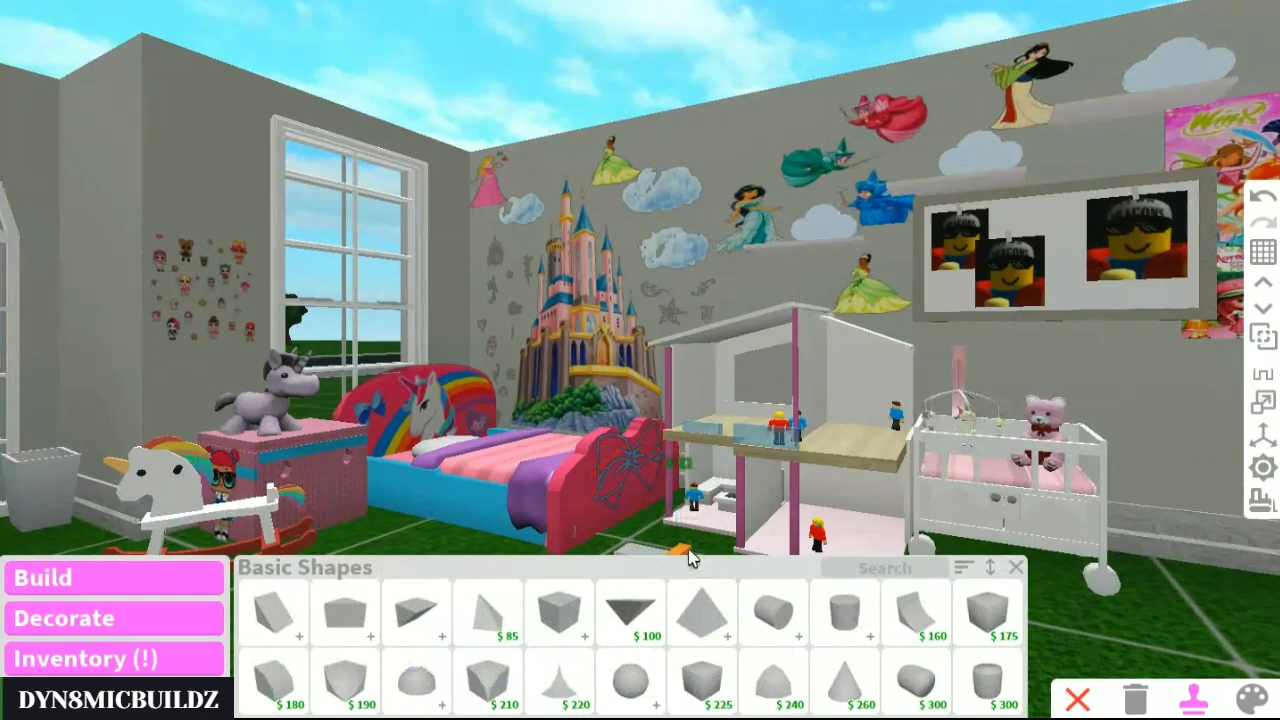 Winx
Build
Decorate
Inventory (!)
DYN8MICBUILDZ
Basic Shapes
Search
$ 85
$ 100
$ 160
$ 175
$ 180
$ 190
$ 210
$ 220
$ 225
$ 240
$ 260
$ 300
$ 300